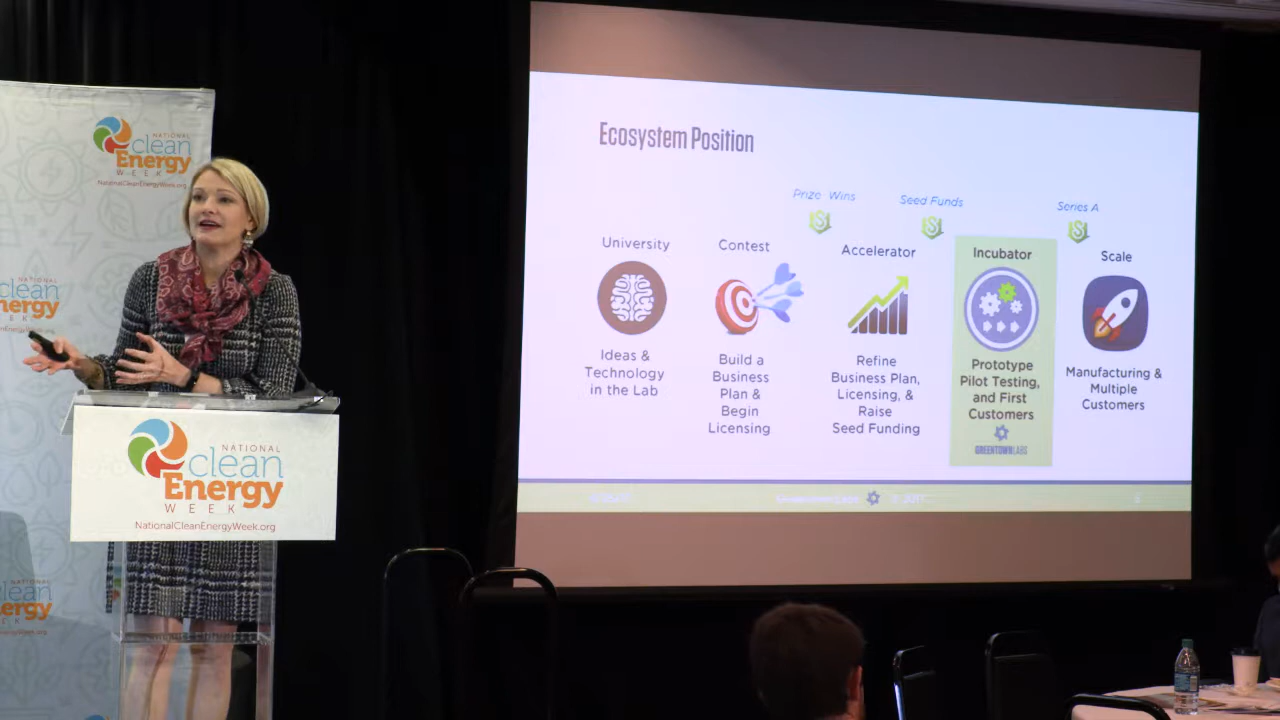 NATIONAL
clean
Energy
WEEK
NationalCleanEnergyWeek.org
NATIONAL
clean
Energy
WEEK
NationalCleanEnergyWeek.org
Ecosystem Position
Prize Wins
Seed Funds
Series A
University
Contest
Accelerator
Incubator
Scale
Ideas &
Technology
in the Lab
Build a
Business
Plan &
Begin
Licensing
Refine
Business Plan,
Licensing, &
Raise
Seed Funding
Prototype
Pilot Testing,
and First
Customers
GREENTOWNLABS
Manufacturing &
Multiple
Customers